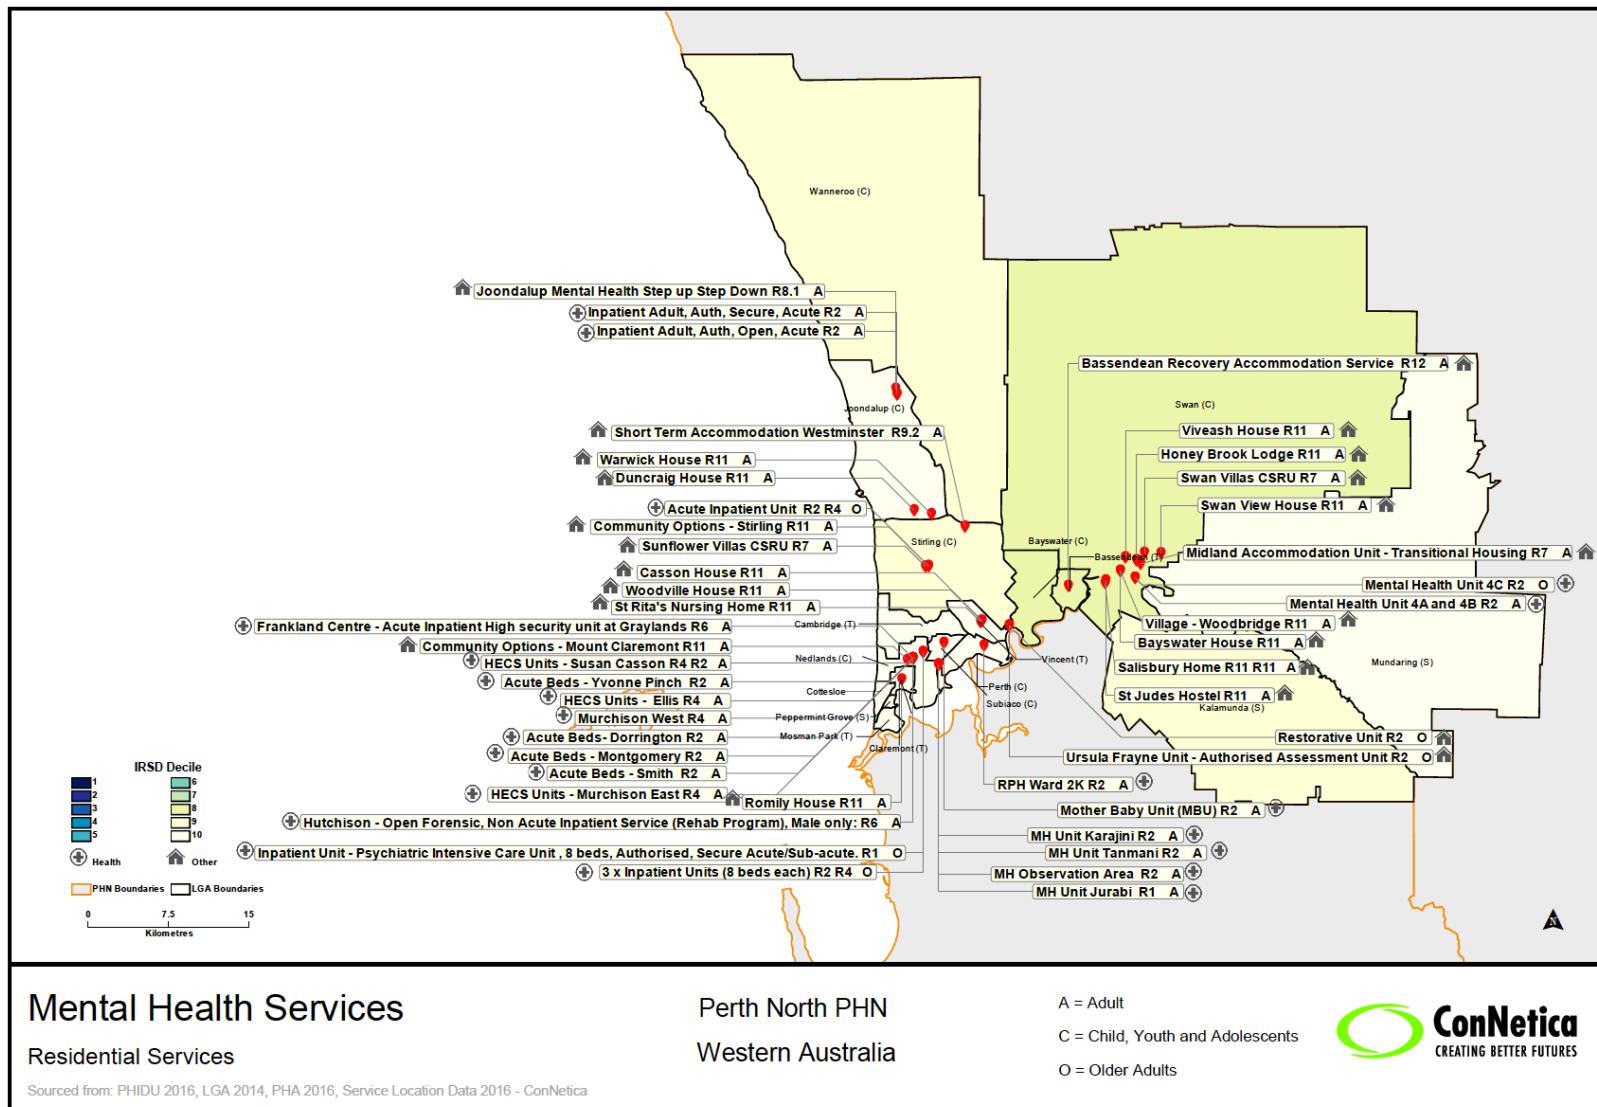 Wanneroo (C)
Joondalup Mental Health Step up Step Down R8.1 A
Inpatient Adult, Auth, Secure, Acute R2 A
Inpatient Adult, Auth, Open, Acute R2 A
Bassendean Recovery Accommodation Service R12 A
Joondalup (C)
Swan (C)
Short Term Accommodation Westminster R9.2 A
Viveash House R11 A
Warwick House R11 A
Honey Brook Lodge R11 A
Duncraig House R11 A
Swan Villas CSRU R7 A
Acute Inpatient Unit R2 R4 O
Swan View House R11 A
Community Options - Stirling R11 A
Stirling (C)
Bayswater (C)
Sunflower Villas CSRU R7 A
Bassendean (T)
Midland Accommodation Unit - Transitional Housing R7 A
Casson House R11 A
Mental Health Unit 4C R2 O
Woodville House R11 A
Mental Health Unit 4A and 4B R2 A
St Rita's Nursing Home R11 A
Cambridge (T)
Village - Woodbridge R11 A
Frankland Centre - Acute Inpatient High security unit at Graylands R6 A
Bayswater House R11 A
Community Options - Mount Claremont R11 A
Nedlands (C)
Vincent (T)
Mundaring (S)
HECS Units - Susan Casson R4 R2 A
Salisbury Home R11 R11 A
Acute Beds - Yvonne Pinch R2 A
Cottesloe
Perth (C)
HECS Units - Ellis R4 A
Subiaco (C)
St Judes Hostel R11 A
Kalamunda (S)
Murchison West R4 A
Peppermint Grove (S)
Acute Beds- Dorrington R2 A
Mosman Park (T)
Restorative Unit R2 O
Acute Beds - Montgomery R2 A
Claremont (T)
Ursula Frayne Unit - Authorised Assessment Unit R2 O
Acute Beds - Smith R2 A
RPH Ward 2K R2 A
HECS Units - Murchison East R4 A
Romily House R11 A
Mother Baby Unit (MBU) R2 A
Hutchison - Open Forensic, Non Acute Inpatient Service (Rehab Program), Male only: R6 A
MH Unit Karajini R2 A
Inpatient Unit - Psychiatric Intensive Care Unit , 8 beds, Authorised, Secure Acute/Sub-acute. R1 O
MH Unit Tanmani R2 A
3 x Inpatient Units (8 beds each) R2 R4 O
MH Observation Area R2 A
MH Unit Jurabi R1 A
IRSD Decile
1 6
2 7
3 8
4 9
5 10
Health Other
PHN Boundaries LGA Boundaries
0 7.5 15
Kilometres
N
Mental Health Services
Residential Services
Sourced from: PHIDU 2016, LGA 2014, PHA 2016, Service Location Data 2016 - ConNetica
Perth North PHN
Western Australia
A = Adult
C = Child, Youth and Adolescents
O = Older Adults
ConNetica
CREATING BETTER FUTURES